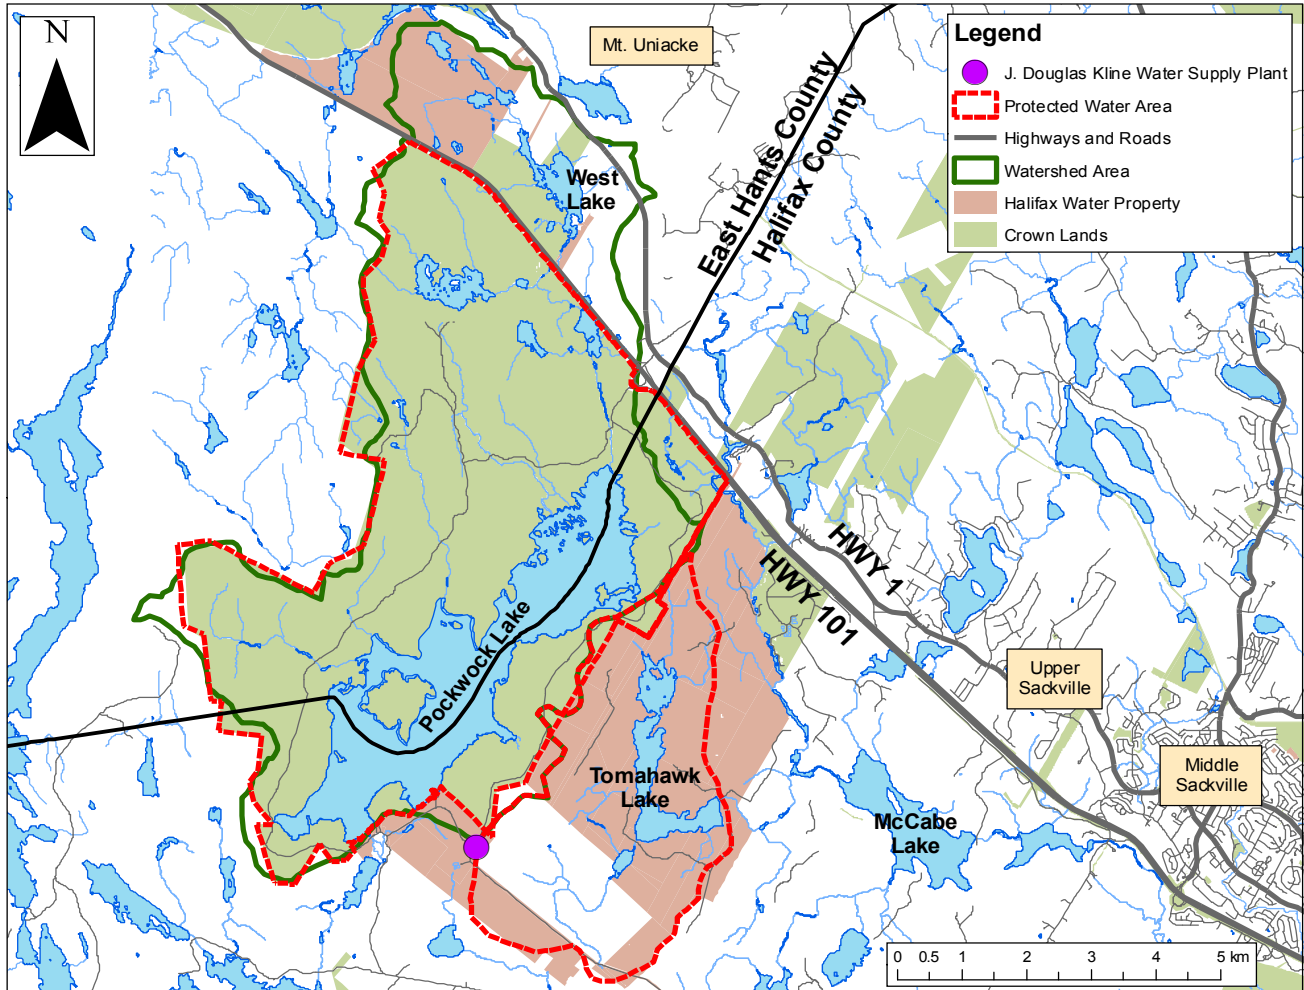 N
Mt. Uniacke
Legend
J. Douglas Kline Water Supply Plant
Protected Water Area
Highways and Roads
Watershed Area
Halifax Water Property
Crown Lands
East Hants County
Halifax County
West
Lake
HWY 1
HWY 101
Pockwock Lake
Upper
Sackville
Middle
Sackville
Tomahawk
Lake
McCabe
Lake
0 0.5 1 2 3 4 5 km